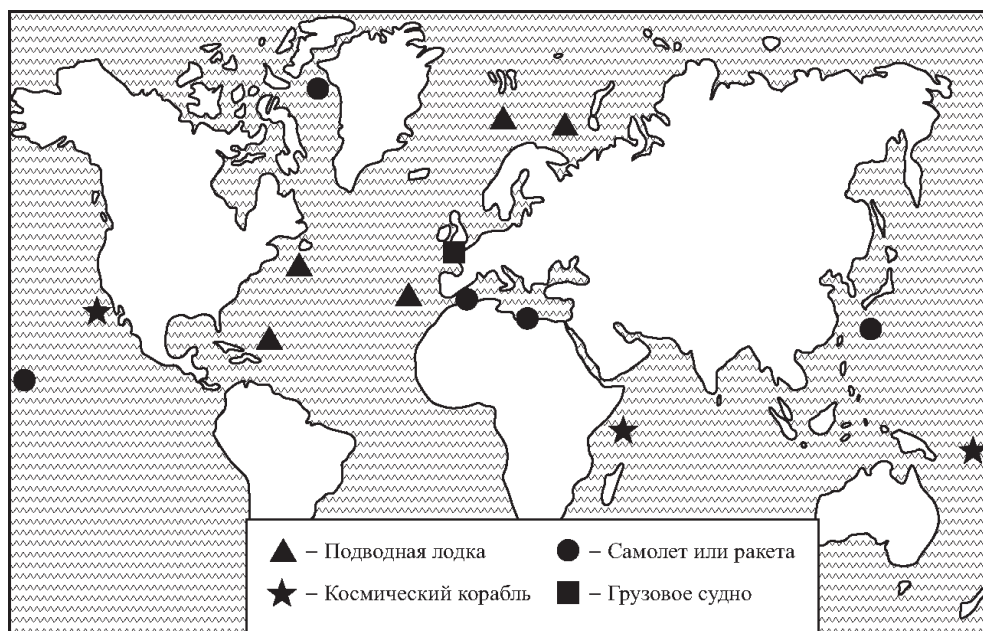 – Подводная лодка
– Самолет или ракета
– Космический корабль
– Грузовое судно